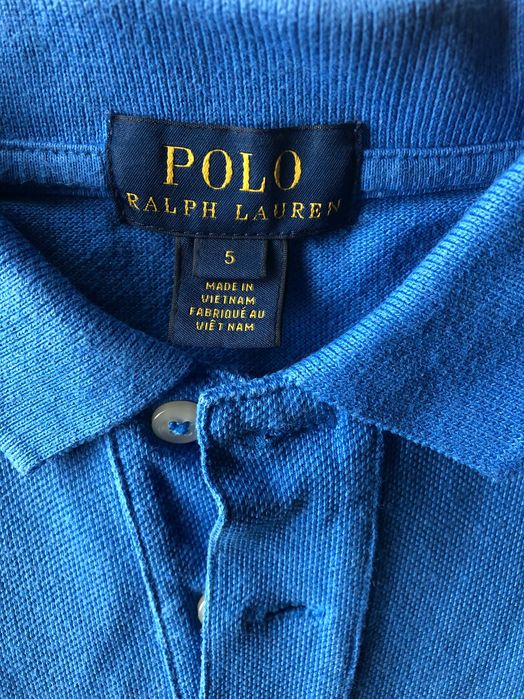 POLO
RALPH LAUREN
5
MADE IN
VIETNAM
FABRIQUÉ AU
VIÊT NAM